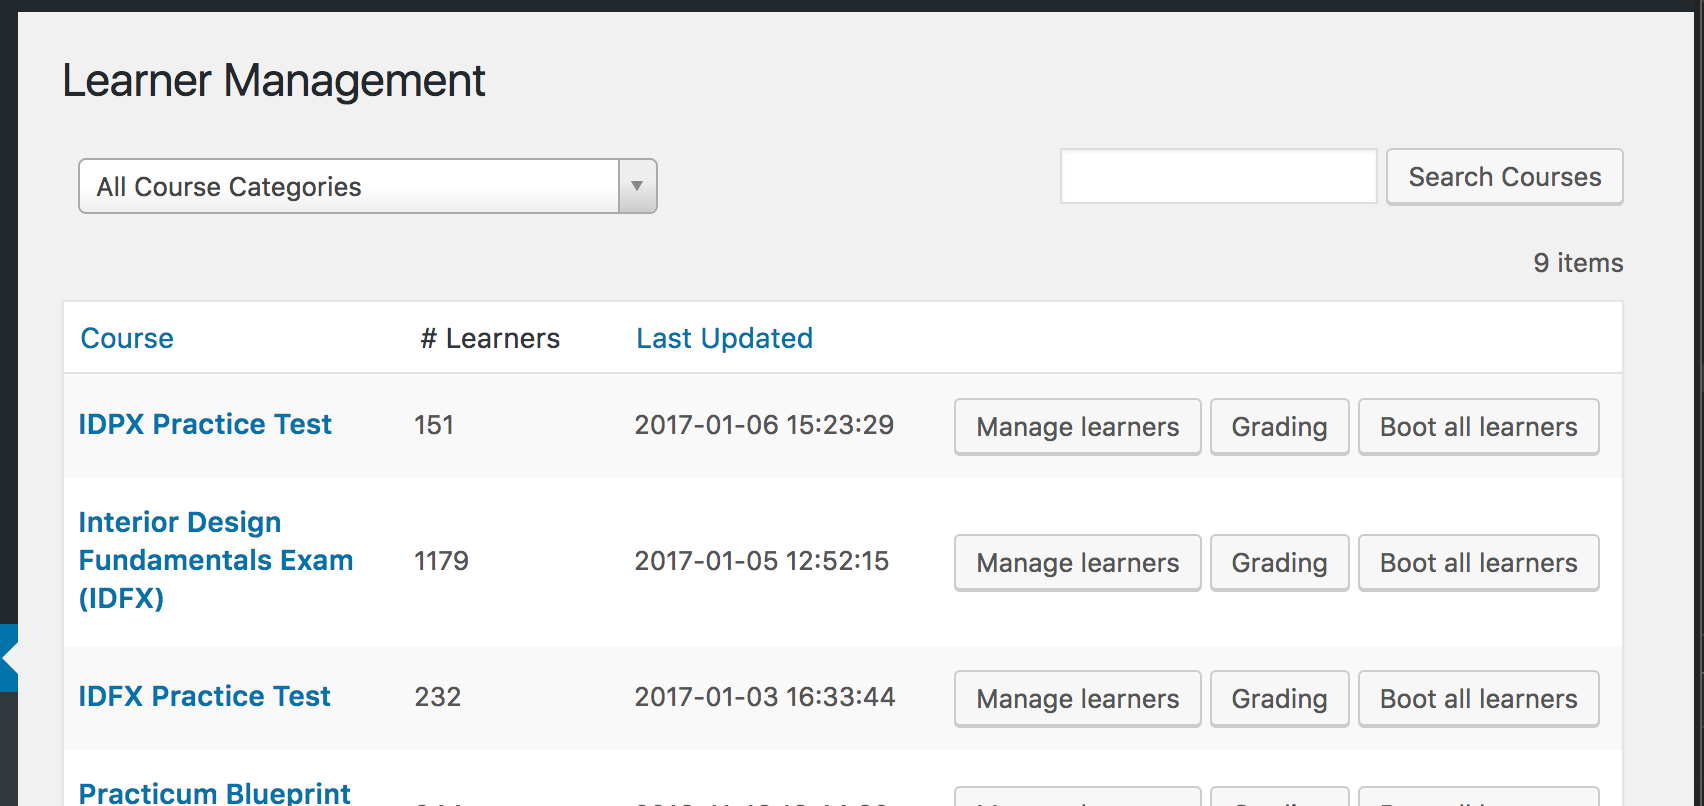 Learner Management
All Course Categories
Search Courses
9 items
Course # Learners Last Updated
IDPX Practice Test 151 2017-01-06 15:23:29 Manage learners Grading Boot all learners
Interior Design
Fundamentals Exam 1179 2017-01-05 12:52:15 Manage learners Grading Boot all learners
(IDFX)
IDFX Practice Test 232 2017-01-03 16:33:44 Manage learners Grading Boot all learners
Practicum Blueprint